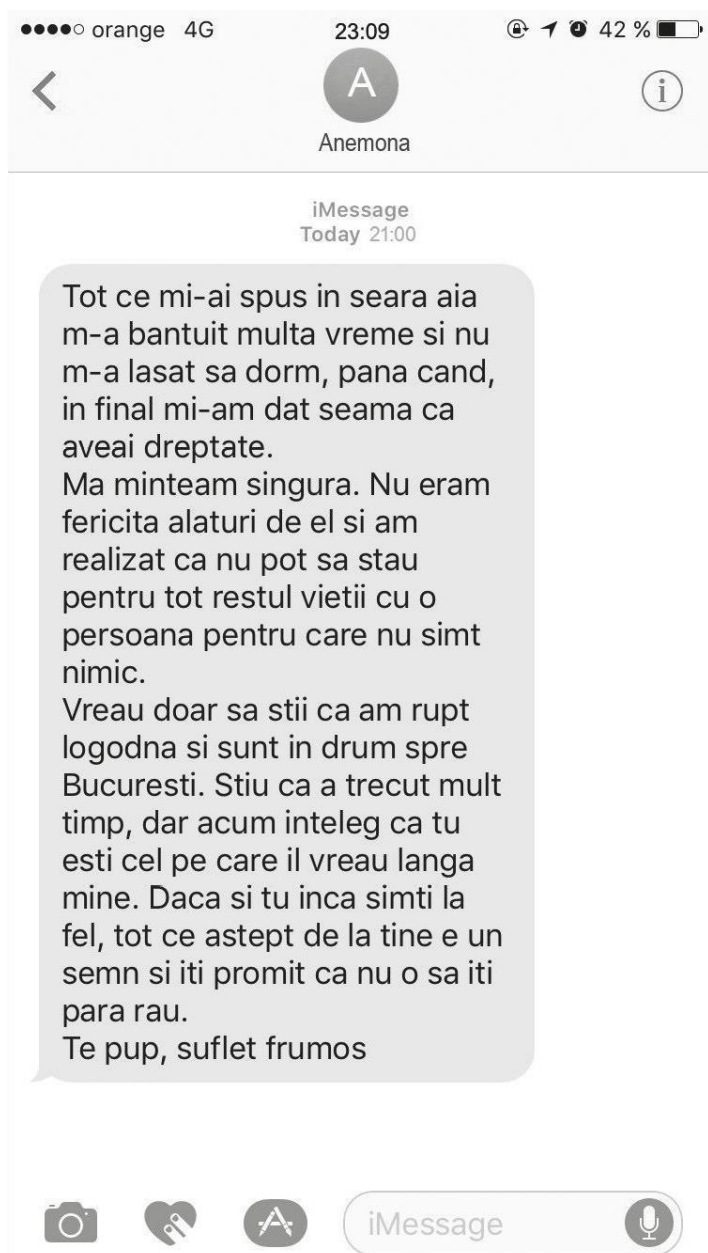 orange 4G 23:09 42 %
A
i
Anemona
iMessage
Today 21:00
Tot ce mi-ai spus in seara aia
m-a bantuit multa vreme si nu
m-a lasat sa dorm, pana cand,
in final mi-am dat seama ca
aveai dreptate.
Ma minteam singura. Nu eram
fericita alaturi de el si am
realizat ca nu pot sa stau
pentru tot restul vietii cu o
persoana pentru care nu simt
nimic.
Vreau doar sa stii ca am rupt
logodna si sunt in drum spre
Bucuresti. Stiu ca a trecut mult
timp, dar acum inteleg ca tu
esti cel pe care il vreau langa
mine. Daca si tu inca simti la
fel, tot ce astept de la tine e un
semn si iti promit ca nu o sa iti
para rau.
Te pup, suflet frumos
iMessage